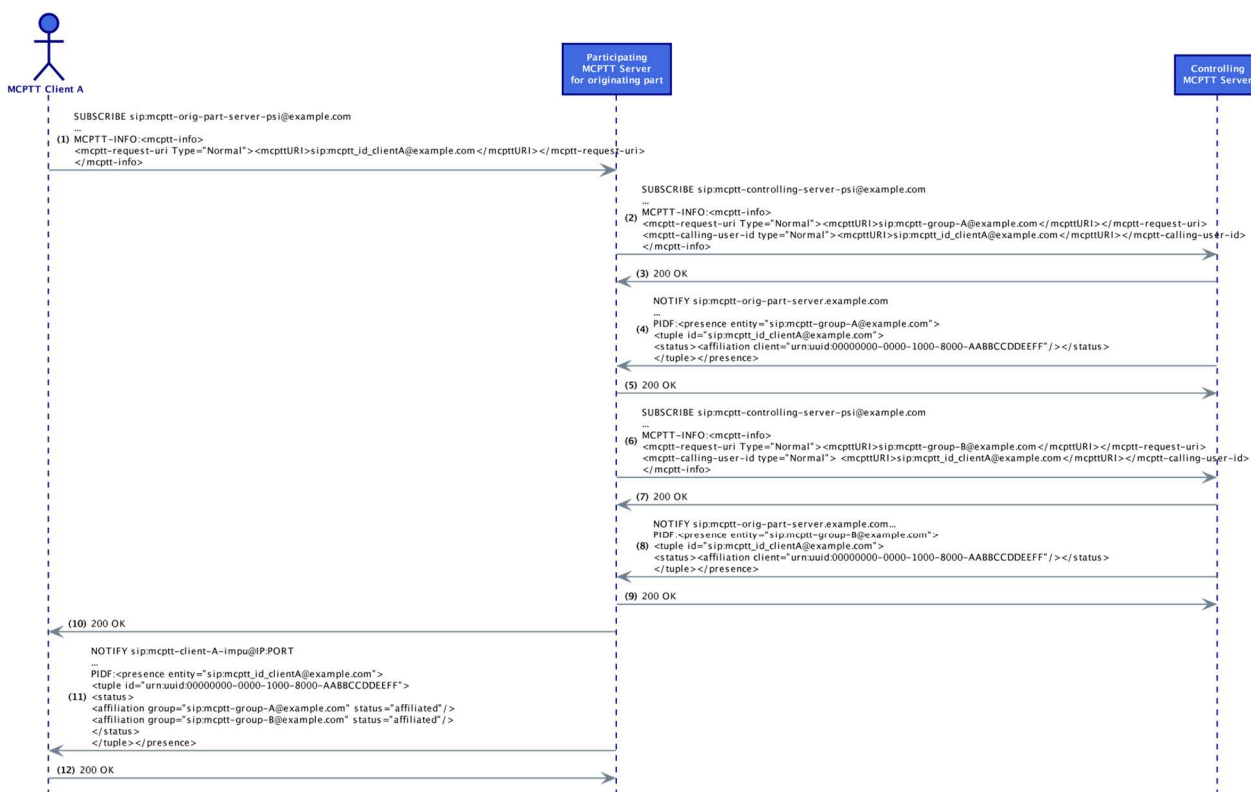 MCPTT Client A
Participating
MCPTT Server
for originating part
Controlling
MCPTT Server
SUBSCRIBE sip:mcptt-orig-part-server-psi@example.com
...
(1) MCPTT-INFO:<mcptt-info>
<mcptt-request-uri Type="Normal"><mcpttURI>sip:mcptt_id_clientA@example.com</mcpttURI></mcptt-request-uri>
</mcptt-info>
SUBSCRIBE sip:mcptt-controlling-server-psi@example.com
...
(2) MCPTT-INFO:<mcptt-info>
<mcptt-request-uri Type="Normal"><mcpttURI>sip:mcptt-group-A@example.com</mcpttURI></mcptt-request-uri>
<mcptt-calling-user-id type="Normal"><mcpttURI>sip:mcptt_id_clientA@example.com</mcpttURI></mcptt-calling-user-id>
</mcptt-info>
(3) 200 OK
NOTIFY sip:mcptt-orig-part-server.example.com
...
(4) PIDF:<presence entity="sip:mcptt-group-A@example.com">
<tuple id="sip:mcptt_id_clientA@example.com">
<status><affiliation client="urn:uuid:00000000-0000-1000-8000-AABBCCDDEEFF"/></status>
</tuple></presence>
(5) 200 OK
SUBSCRIBE sip:mcptt-controlling-server-psi@example.com
...
(6) MCPTT-INFO:<mcptt-info>
<mcptt-request-uri Type="Normal"><mcpttURI>sip:mcptt-group-B@example.com</mcpttURI></mcptt-request-uri>
<mcptt-calling-user-id type="Normal"> <mcpttURI>sip:mcptt_id_clientA@example.com</mcpttURI></mcptt-calling-user-id>
</mcptt-info>
(7) 200 OK
NOTIFY sip:mcptt-orig-part-server.example.com...
PIDF:<presence entity="sip:mcptt-group-B@example.com">
(8) <tuple id="sip:mcptt_id_clientA@example.com">
<status><affiliation client="urn:uuid:00000000-0000-1000-8000-AABBCCDDEEFF"/></status>
</tuple></presence>
(9) 200 OK
(10) 200 OK
NOTIFY sip:mcptt-client-A-impu@IP:PORT
...
PIDF:<presence entity="sip:mcptt_id_clientA@example.com">
<tuple id="urn:uuid:00000000-0000-1000-8000-AABBCCDDEEFF">
(11) <status>
<affiliation group="sip:mcptt-group-A@example.com" status="affiliated"/>
<affiliation group="sip:mcptt-group-B@example.com" status="affiliated"/>
</status>
</tuple></presence>
(12) 200 OK